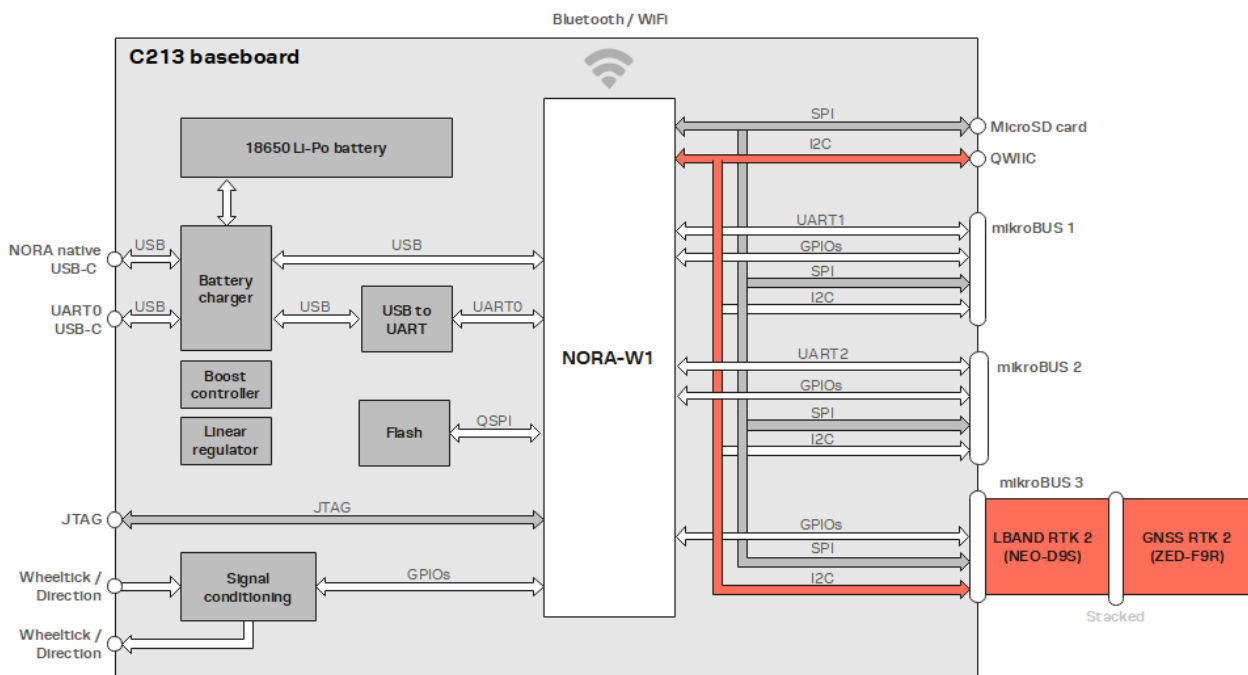 Bluetooth / WiFi
C213 baseboard
18650 Li-Po battery
NORA native
USB-C
USB
Battery
charger
USB
UART0
USB-C
USB
USB
USB to
UART
UART0
Boost
controller
Linear
regulator
Flash
QSPI
JTAG
JTAG
Wheeltick /
Direction
Signal
conditioning
GPIOs
Wheeltick /
Direction
NORA-W1
SPI
MicroSD card
I2C
QWIIC
UART1
mikroBUS 1
GPIOs
SPI
I2C
UART2
mikroBUS 2
GPIOs
SPI
I2C
mikroBUS 3
GPIOs
SPI
I2C
LBAND RTK 2
(NEO-D9S)
GNSS RTK 2
(ZED-F9R)
Stacked